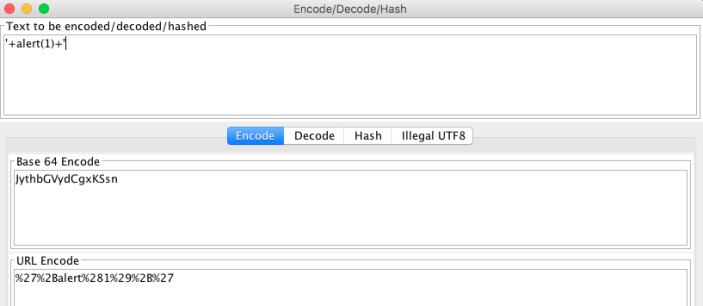 Encode/Decode/Hash
Text to be encoded/decoded/hashed
'+alert(1)+'
Encode Decode Hash Illegal UTF8
Base 64 Encode
JythbGVydCgxKSsn
URL Encode
%27%2Balert%281%29%2B%27